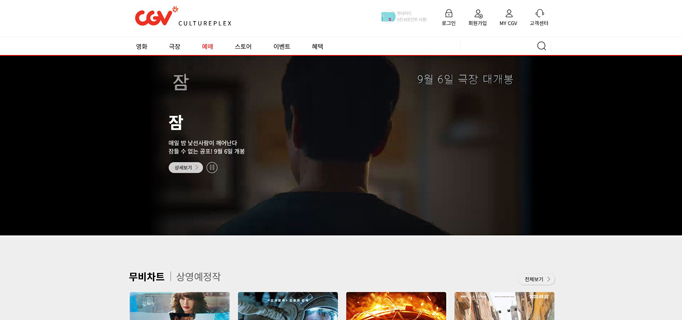 CGV
CULTUREPLEX
로그인
회원가입
MY CGV
고객센터
영화
극장
예매
스토어
이벤트
혜택
잠
9월 6일 극장 대개봉
잠
매일 밤 낯선사람이 깨어난다
잠들 수 없는 공포! 9월 6일 개봉
상세보기
무비차트
상영예정작
전체보기